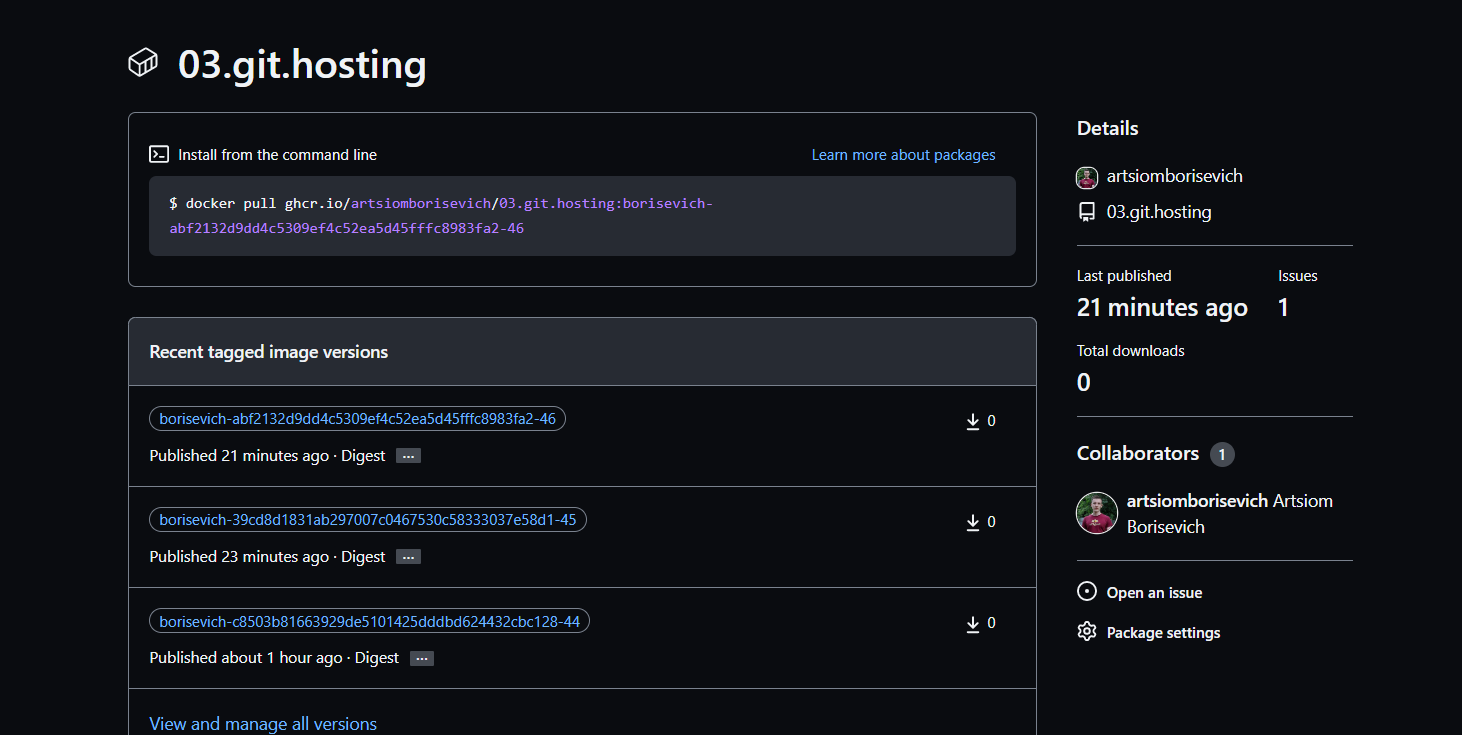 03.git.hosting
Install from the command line
Learn more about packages
$ docker pull ghcr.io/artsiomborisevich/03.git.hosting:borisevich-
abf2132d9dd4c5309ef4c52ea5d45fffc8983fa2-46
Recent tagged image versions
borisevich-abf2132d9dd4c5309ef4c52ea5d45fffc8983fa2-46
0
Published 21 minutes ago · Digest ...
borisevich-39cd8d1831ab297007c0467530c58333037e58d1-45
0
Published 23 minutes ago · Digest ...
borisevich-c8503b81663929de5101425dddbd624432cbc128-44
0
Published about 1 hour ago · Digest ...
View and manage all versions
Details
artsiomborisevich
03.git.hosting
Last published
21 minutes ago
Issues
1
Total downloads
0
Collaborators 1
artsiomborisevich Artsiom
Borisevich
Open an issue
Package settings